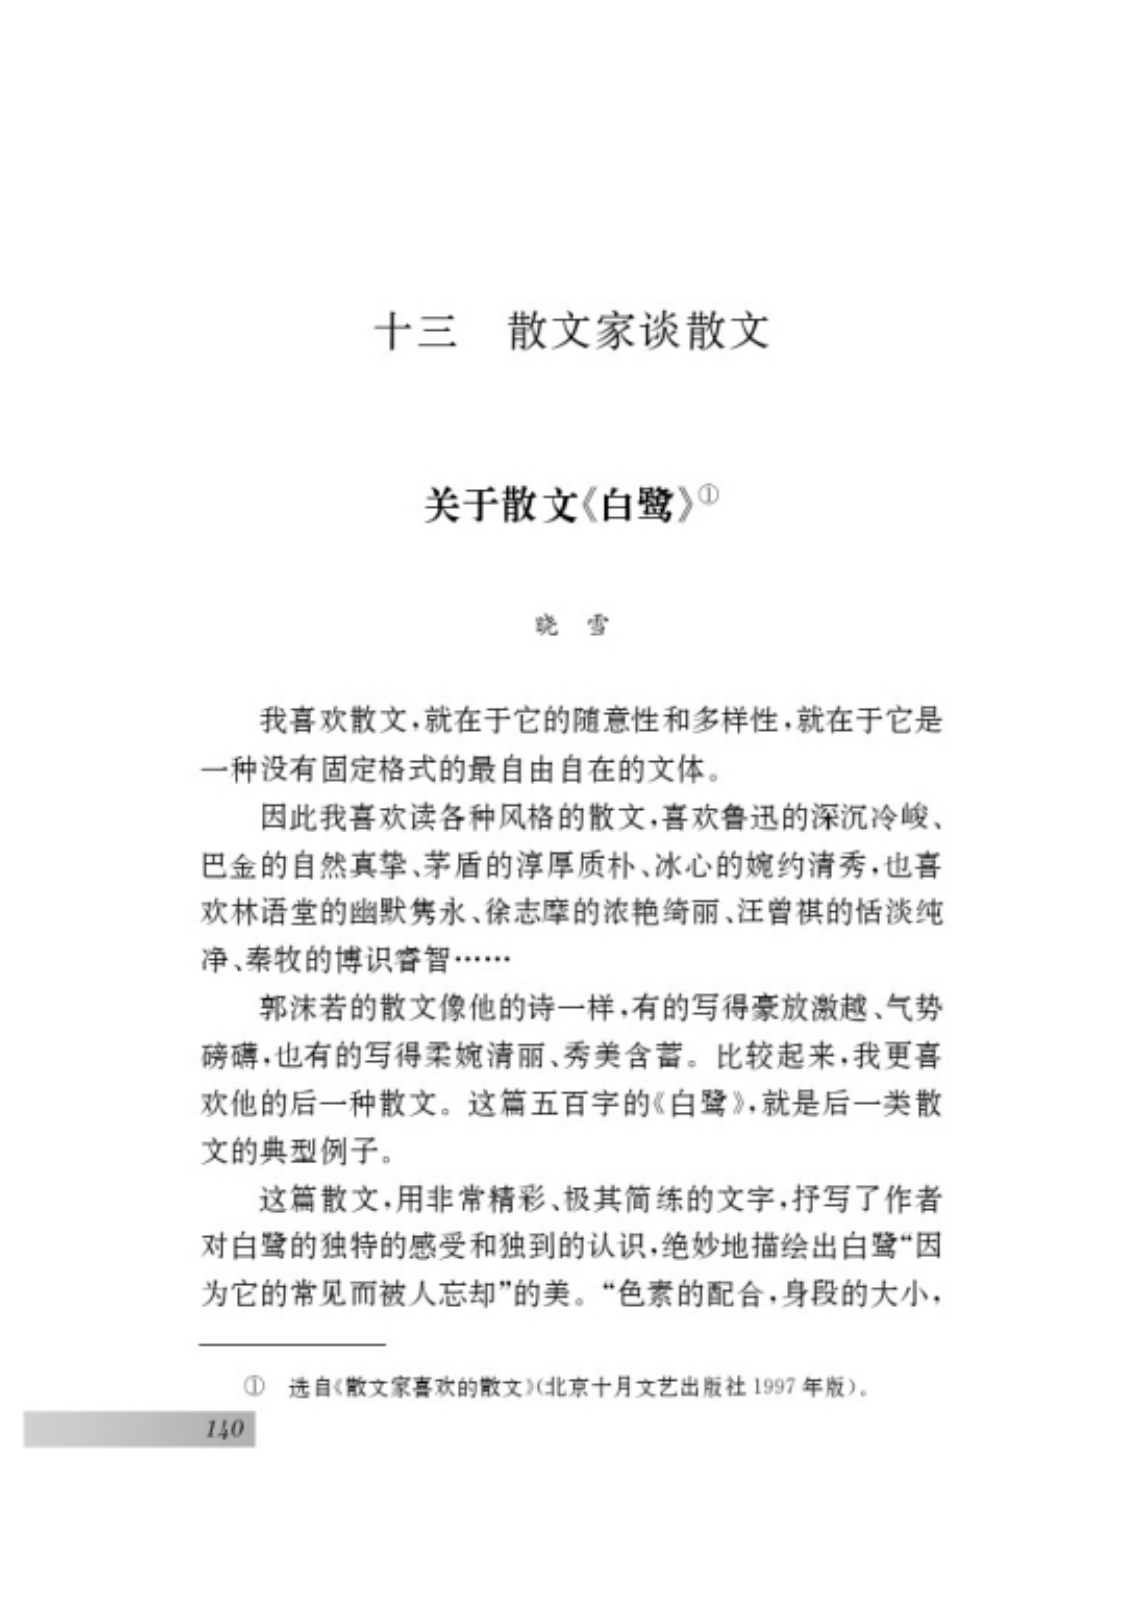 十三　散文家谈散文
关于散文《白鹭》①
晓　雪
我喜欢散文，就在于它的随意性和多样性，就在于它是
一种没有固定格式的最自由自在的文体。
因此我喜欢读各种风格的散文，喜欢鲁迅的深沉冷峻、
巴金的自然真挚、茅盾的淳厚质朴、冰心的婉约清秀，也喜
欢林语堂的幽默隽永、徐志摩的浓艳绮丽、汪曾祺的恬淡纯
净、秦牧的博识睿智……
郭沫若的散文像他的诗一样，有的写得豪放激越、气势
磅礴，也有的写得柔婉清丽、秀美含蓄。比较起来，我更喜
欢他的后一种散文。这篇五百字的《白鹭》，就是后一类散
文的典型例子。
这篇散文，用非常精彩、极其简练的文字，抒写了作者
对白鹭的独特的感受和独到的认识，绝妙地描绘出白鹭“因
为它的常见而被人忘却”的美。“色素的配合，身段的大小，
①　选自《散文家喜欢的散文》（北京十月文艺出版社 1997 年版）。
140